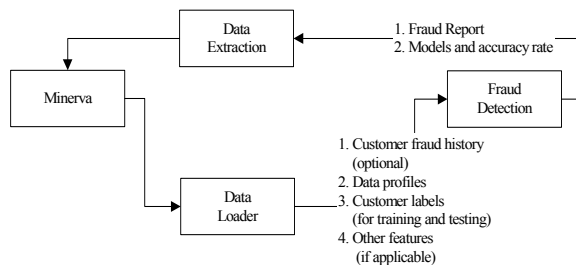 Data
Extraction
1. Fraud Report
2. Models and accuracy rate
Minerva
Fraud
Detection
Data
Loader
1. Customer fraud history
(optional)
2. Data profiles
3. Customer labels
(for training and testing)
4. Other features
(if applicable)